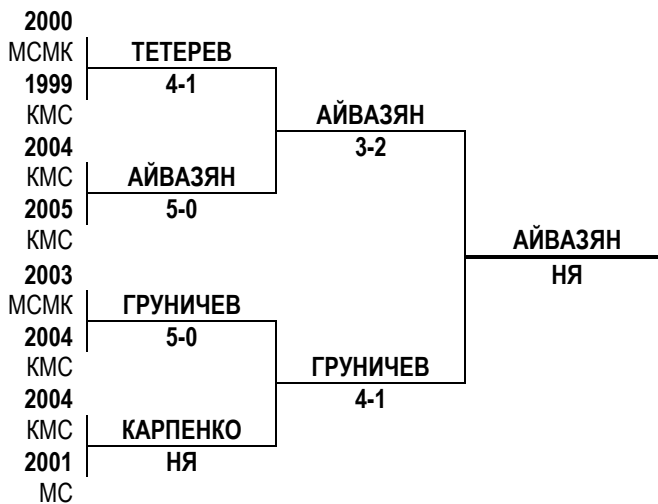 2000
МСМК ТЕТЕРЕВ
1999 4-1
КМС АЙВАЗЯН
2004 3-2
КМС АЙВАЗЯН
2005 5-0
КМС АЙВАЗЯН
2003 НЯ
МСМК ГРУНИЧЕВ
2004 5-0
КМС ГРУНИЧЕВ
2004 4-1
КМС КАРПЕНКО
2001 НЯ
МС